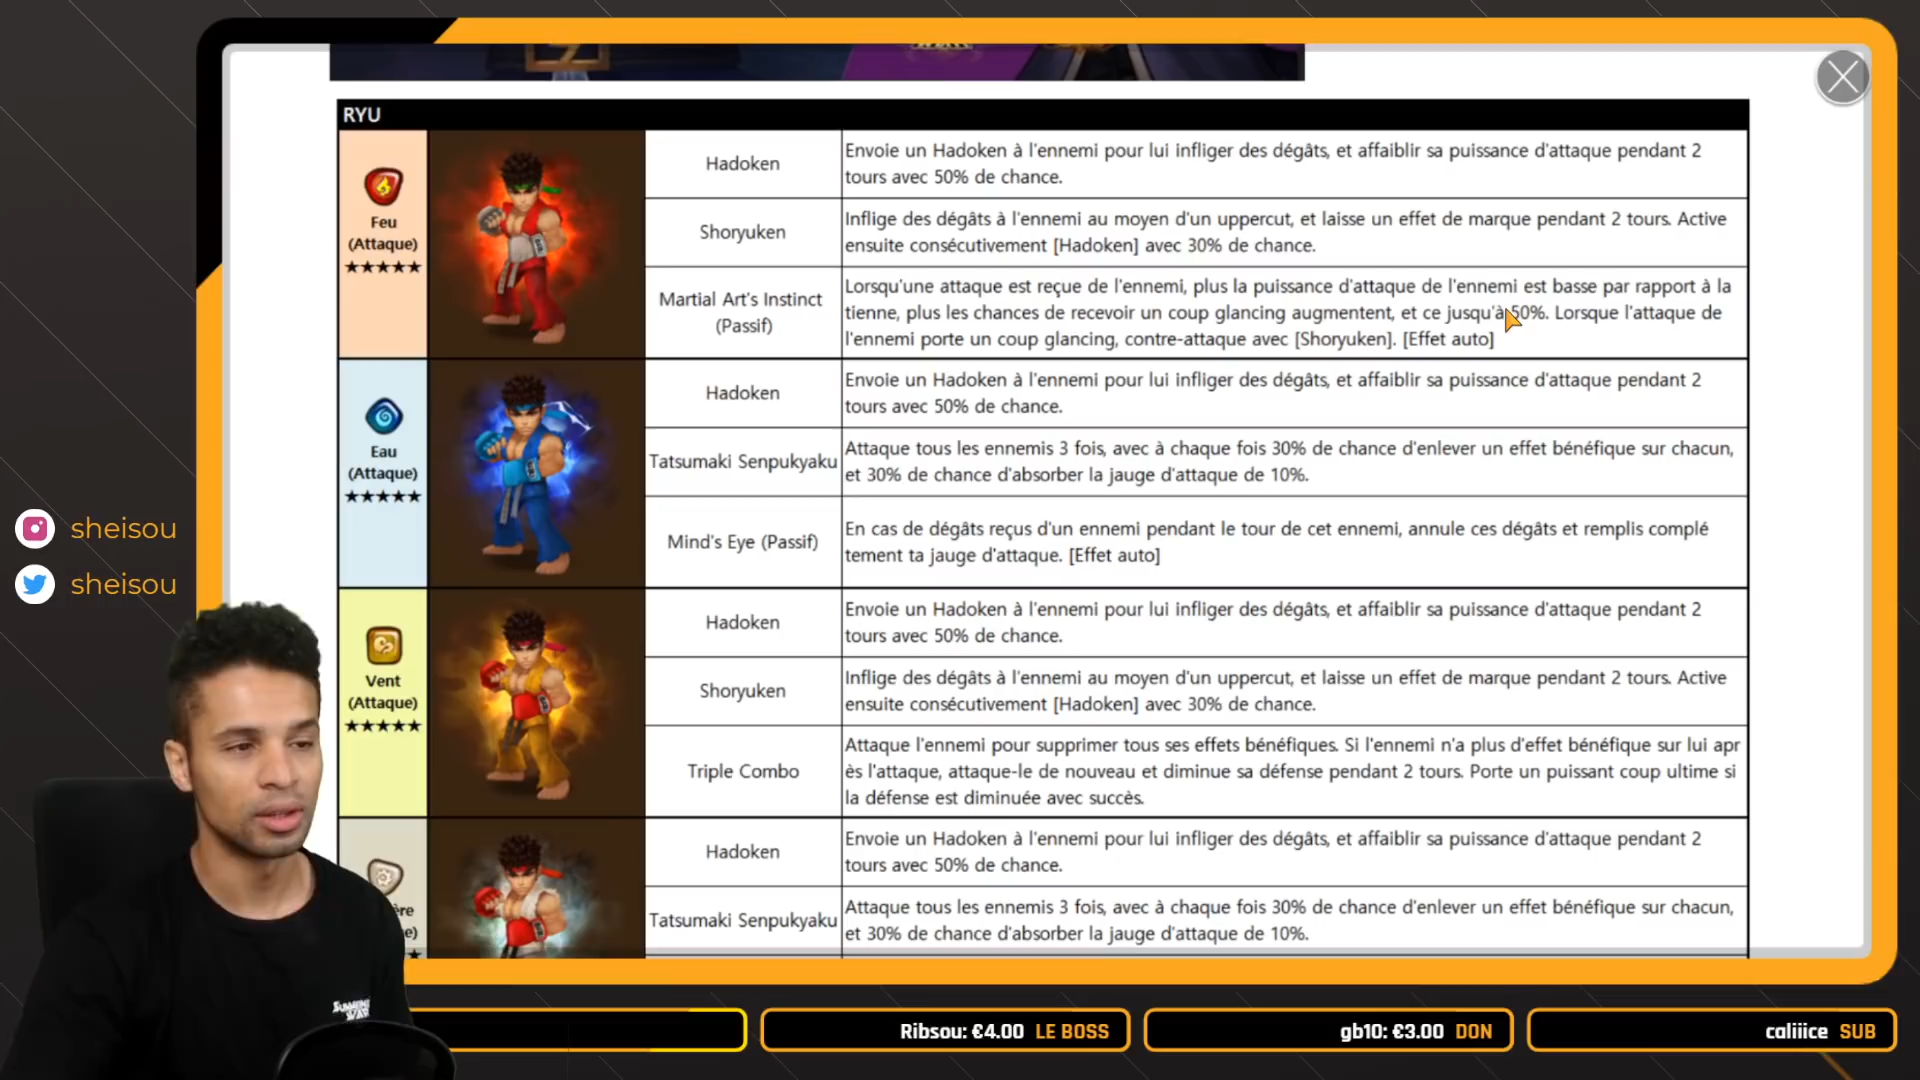 RYU
Feu
(Attaque)
★★★★★
Hadoken
Envoie un Hadoken à l'ennemi pour lui infliger des dégâts, et affaiblir sa puissance d'attaque pendant 2
tours avec 50% de chance.
Shoryuken
Inflige des dégâts à l'ennemi au moyen d'un uppercut, et laisse un effet de marque pendant 2 tours. Active
ensuite consécutivement [Hadoken] avec 30% de chance.
Martial Art's Instinct
(Passif)
Lorsqu'une attaque est reçue de l'ennemi, plus la puissance d'attaque de l'ennemi est basse par rapport à la
tienne, plus les chances de recevoir un coup glancing augmentent, et ce jusqu'à 50%. Lorsque l'attaque de
l'ennemi porte un coup glancing, contre-attaque avec [Shoryuken]. [Effet auto]
Eau
(Attaque)
★★★★★
Hadoken
Envoie un Hadoken à l'ennemi pour lui infliger des dégâts, et affaiblir sa puissance d'attaque pendant 2
tours avec 50% de chance.
Tatsumaki Senpukyaku
Attaque tous les ennemis 3 fois, avec à chaque fois 30% de chance d'enlever un effet bénéfique sur chacun,
et 30% de chance d'absorber la jauge d'attaque de 10%.
Mind's Eye (Passif)
En cas de dégâts reçus d'un ennemi pendant le tour de cet ennemi, annule ces dégâts et remplis complé
tement ta jauge d'attaque. [Effet auto]
Vent
(Attaque)
★★★★★
Hadoken
Envoie un Hadoken à l'ennemi pour lui infliger des dégâts, et affaiblir sa puissance d'attaque pendant 2
tours avec 50% de chance.
Shoryuken
Inflige des dégâts à l'ennemi au moyen d'un uppercut, et laisse un effet de marque pendant 2 tours. Active
ensuite consécutivement [Hadoken] avec 30% de chance.
Triple Combo
Attaque l'ennemi pour supprimer tous ses effets bénéfiques. Si l'ennemi n'a plus d'effet bénéfique sur lui apr
ès l'attaque, attaque-le de nouveau et diminue sa défense pendant 2 tours. Porte un puissant coup ultime si
la défense est diminuée avec succès.
ère
e)
★
Hadoken
Envoie un Hadoken à l'ennemi pour lui infliger des dégâts, et affaiblir sa puissance d'attaque pendant 2
tours avec 50% de chance.
Tatsumaki Senpukyaku
Attaque tous les ennemis 3 fois, avec à chaque fois 30% de chance d'enlever un effet bénéfique sur chacun,
et 30% de chance d'absorber la jauge d'attaque de 10%.
sheisou
sheisou
Ribsou: €4.00 LE BOSS
gb10: €3.00 DON
caliiice SUB